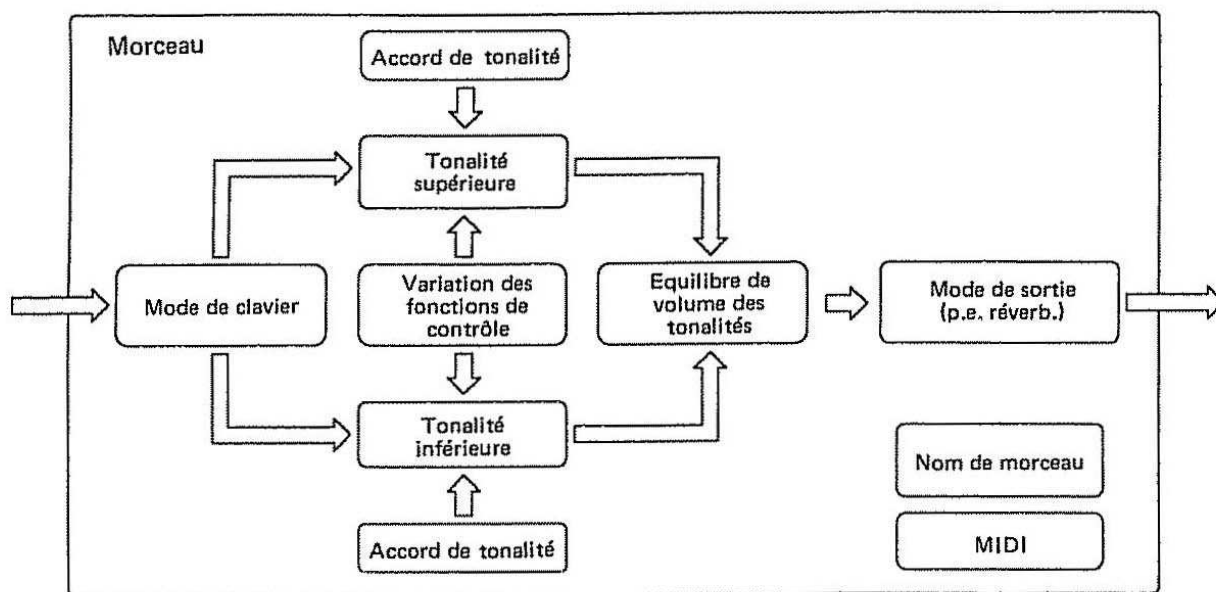 Morceau
Accord de tonalité
Tonalité
supérieure
Mode de clavier
Variation des
fonctions de
contrôle
Equilibre de
volume des
tonalités
Mode de sortie
(p.e. réverb.)
Tonalité
inférieure
Accord de tonalité
Nom de morceau
MIDI